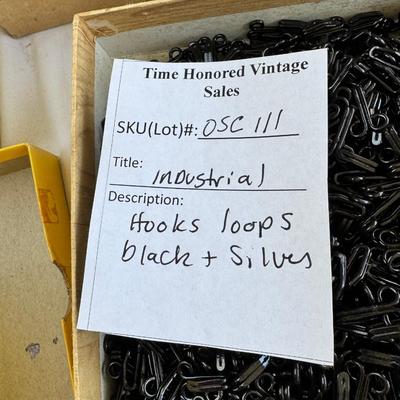 Time Honored Vintage
Sales
SKU(Lot)#: OSC 111
Title:
Industrial
Description:
Hooks loops
black + Silver